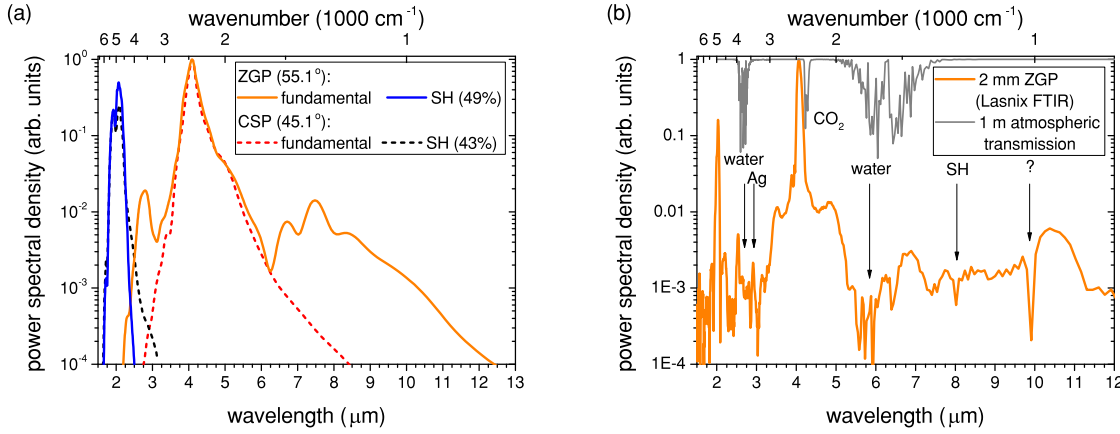 (a)
wavenumber (1000 cm⁻¹)
6 5 4 3 2 1
10⁰
10⁻¹
10⁻²
10⁻³
10⁻⁴
power spectral density (arb. units)
ZGP (55.1°):
fundamental SH (49%)
CSP (45.1°):
fundamental SH (43%)
2 3 4 5 6 7 8 9 10 11 12 13
wavelength (μm)
(b)
wavenumber (1000 cm⁻¹)
6 5 4 3 2 1
1
0.1
0.01
1E-3
1E-4
power spectral density (arb. units)
2 mm ZGP
(Lasnix FTIR)
1 m atmospheric
transmission
CO₂
water
Ag
water
SH
?
2 3 4 5 6 7 8 9 10 11 12
wavelength (μm)